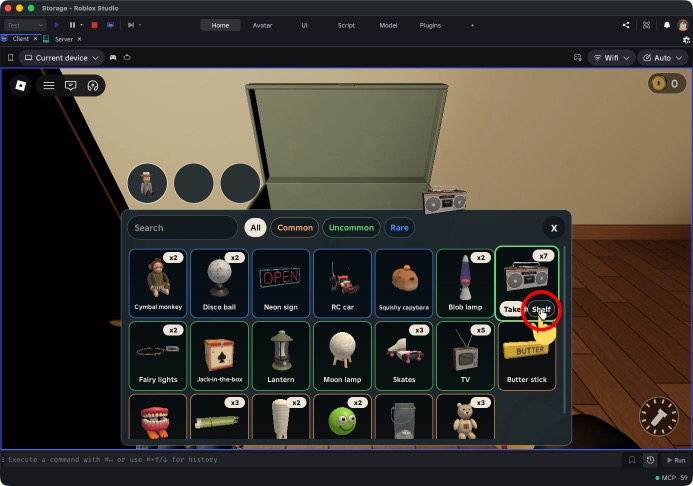 Storage - Roblox Studio
Test
Home
Avatar
UI
Script
Model
Plugins
+
Client ×
Server ×
Current device
Wifi
Auto
0
Search
All
Common
Uncommon
Rare
X
x2
Cymbal monkey
x2
Disco ball
OPEN
Neon sign
RC car
Squishy capybara
x2
Blob lamp
x7
Take
Shelf
x2
Fairy lights
Jack-in-the-box
Lantern
Moon lamp
x3
Skates
x5
TV
BUTTER
Butter stick
x3
x2
x2
x3
Execute a command with ⌘↵ or use ⌘↑/↓ for history
Run
MCP · 59